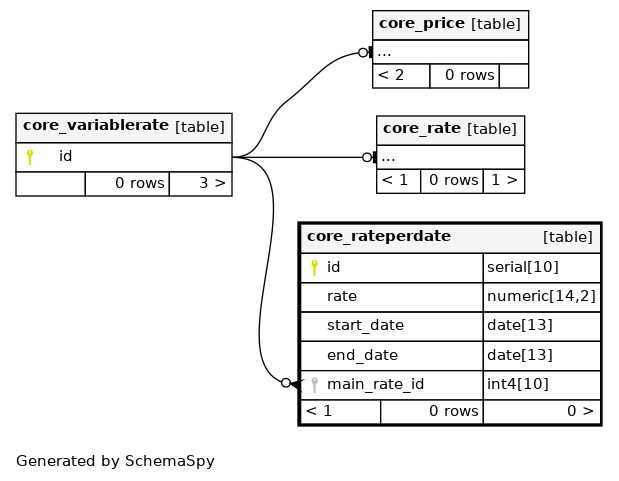 core_price [table]
...
< 2 0 rows
core_variablerate [table]
id
0 rows 3 >
core_rate [table]
...
< 1 0 rows 1 >
core_rateperdate [table]
id serial[10]
rate numeric[14,2]
start_date date[13]
end_date date[13]
main_rate_id int4[10]
< 1 0 rows 0 >
Generated by SchemaSpy